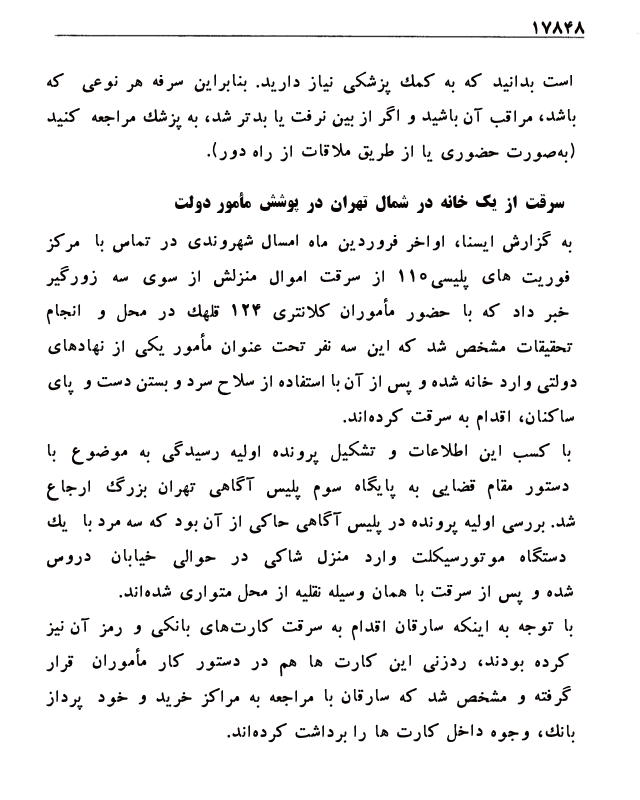 ۱۷۸۴۸
است بدانید که به کمك پزشکی نیاز دارید. بنابراین سرفه هر نوعی که
باشد، مراقب آن باشید و اگر از بین نرفت یا بدتر شد، به پزشك مراجعه کنید
(به‌صورت حضوری یا از طریق ملاقات از راه دور).
سرقت از یک خانه در شمال تهران در پوشش مأمور دولت
به گزارش ایسنا، اواخر فروردین ماه امسال شهروندی در تماس با مرکز
فوریت های پلیسی۱۱۰ از سرقت اموال منزلش از سوی سه زورگیر
خبر داد که با حضور مأموران کلانتری ۱۲۴ قلهك در محل و انجام
تحقیقات مشخص شد که این سه نفر تحت عنوان مأمور یکی از نهادهای
دولتی وارد خانه شده و پس از آن با استفاده از سلاح سرد و بستن دست و پای
ساکنان، اقدام به سرقت کرده‌اند.
با کسب این اطلاعات و تشکیل پرونده اولیه رسیدگی به موضوع با
دستور مقام قضایی به پایگاه سوم پلیس آگاهی تهران بزرگ ارجاع
شد. بررسی اولیه پرونده در پلیس آگاهی حاکی از آن بود که سه مرد با یك
دستگاه موتورسیکلت وارد منزل شاکی در حوالی خیابان دروس
شده و پس از سرقت با همان وسیله نقلیه از محل متواری شده‌اند.
با توجه به اینکه سارقان اقدام به سرقت کارت‌های بانکی و رمز آن نیز
کرده بودند، ردزنی این کارت ها هم در دستور کار مأموران قرار
گرفته و مشخص شد که سارقان با مراجعه به مراکز خرید و خود پرداز
بانك، وجوه داخل کارت ها را برداشت کرده‌اند.